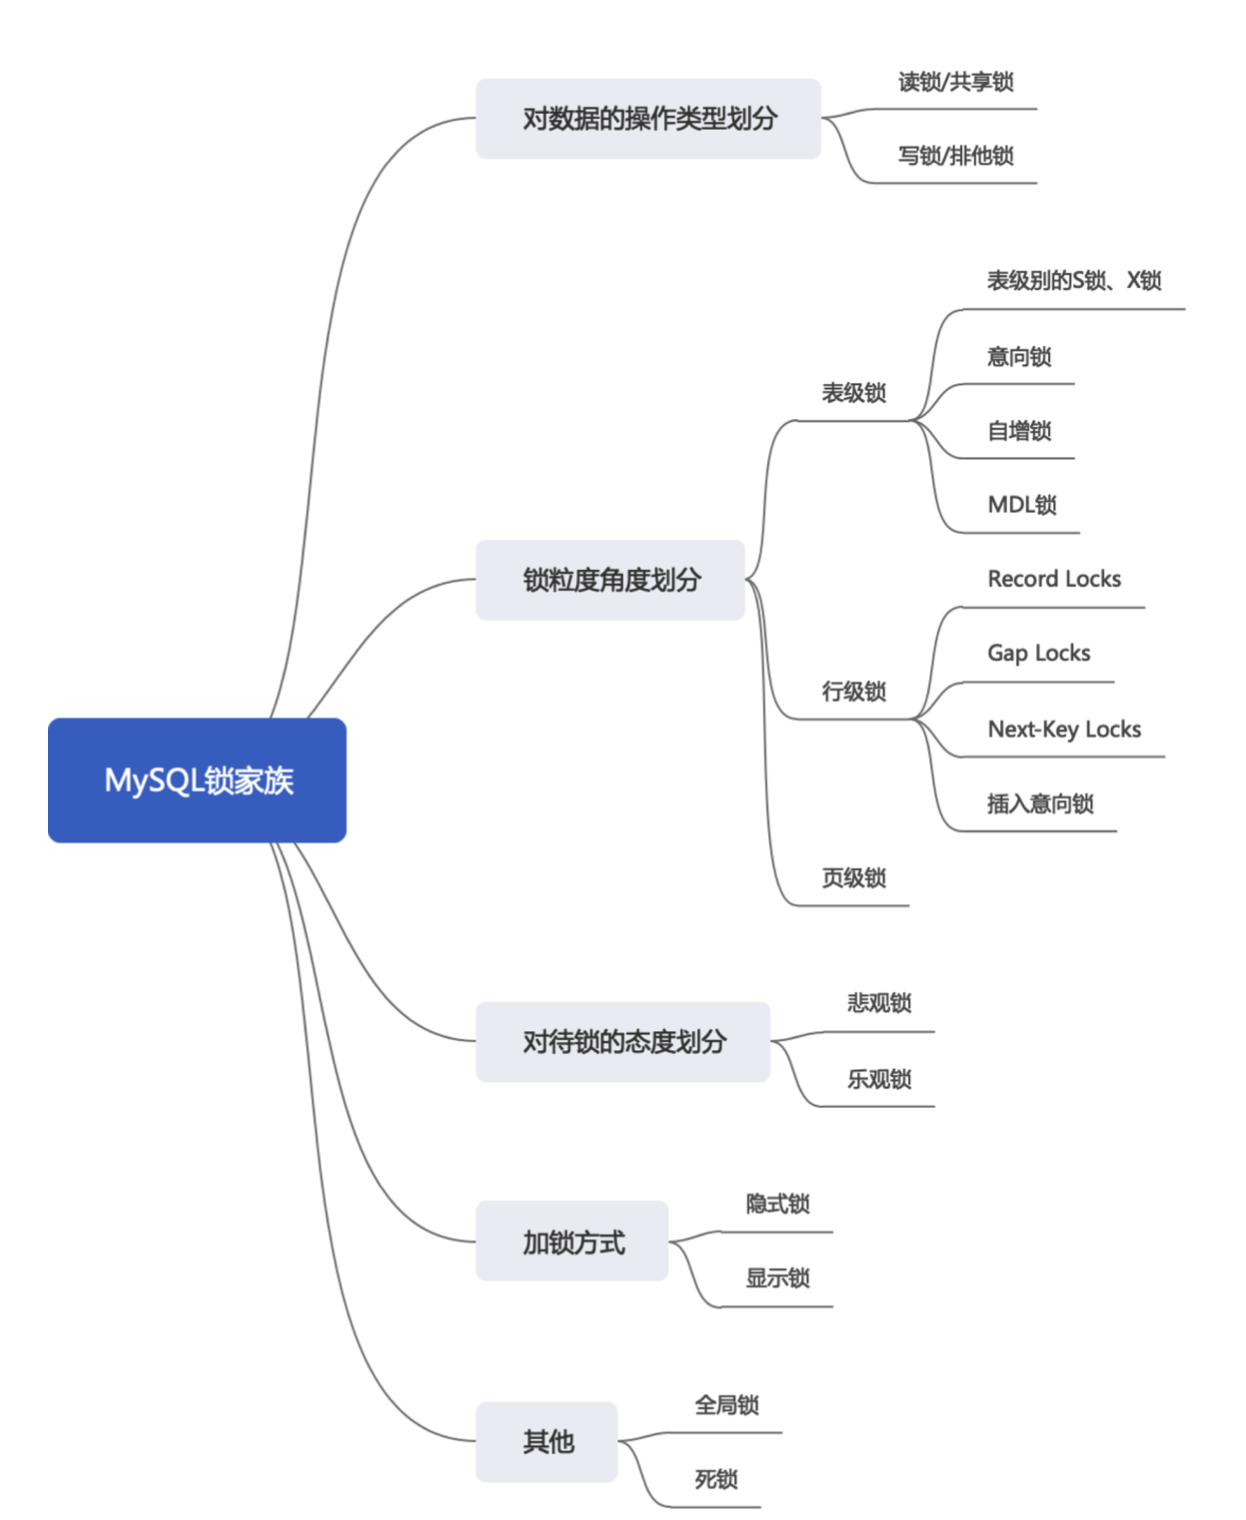 MySQL锁家族
对数据的操作类型划分
读锁/共享锁
写锁/排他锁
锁粒度角度划分
表级锁
表级别的S锁、X锁
意向锁
自增锁
MDL锁
行级锁
Record Locks
Gap Locks
Next-Key Locks
插入意向锁
页级锁
对待锁的态度划分
悲观锁
乐观锁
加锁方式
隐式锁
显示锁
其他
全局锁
死锁